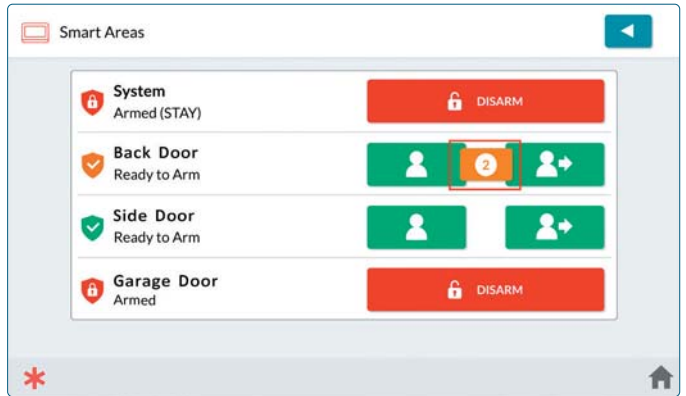 Smart Areas
System
Armed (STAY)
DISARM
Back Door
Ready to Arm
2
Side Door
Ready to Arm
Garage Door
Armed
DISARM